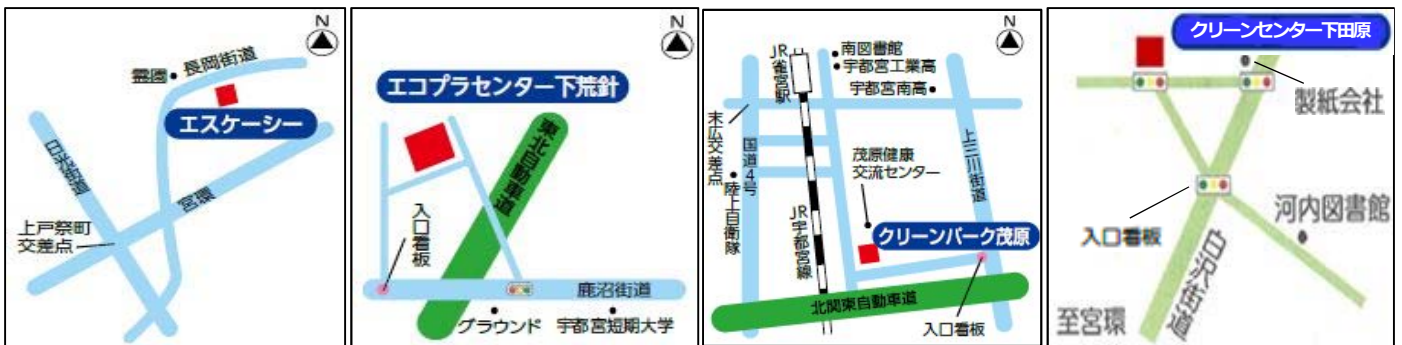 N
長岡街道
霊園
エスケーシー
日光街道
宮環
上戸祭町
交差点
N
エコプラセンター下荒針
東北自動車道
入口
看板
鹿沼街道
グラウンド
宇都宮短期大学
N
JR
雀宮駅
南図書館
宇都宮工業高
宇都宮南高
末広交差点
国道4号
上三川街道
茂原健康
交流センター
陸上自衛隊
JR宇都宮線
クリーンパーク茂原
北関東自動車道
入口看板
クリーンセンター下田原
製紙会社
河内図書館
入口看板
白沢街道
至宮環